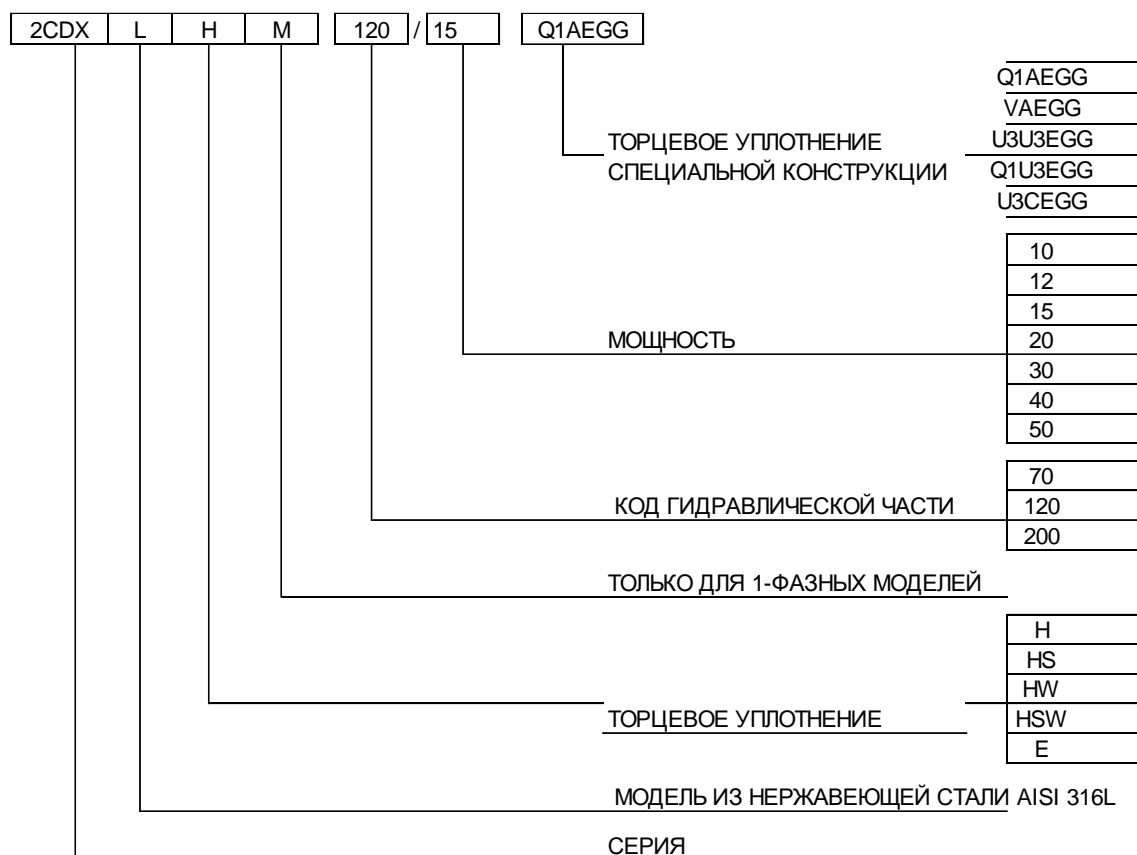 2CDX L H M 120 / 15 Q1AEGG
Q1AEGG
VAEGG
ТОРЦЕВОЕ УПЛОТНЕНИЕ U3U3EGG
СПЕЦИАЛЬНОЙ КОНСТРУКЦИИ Q1U3EGG
U3CEGG
10
12
15
МОЩНОСТЬ 20
30
40
50
70
КОД ГИДРАВЛИЧЕСКОЙ ЧАСТИ 120
200
ТОЛЬКО ДЛЯ 1-ФАЗНЫХ МОДЕЛЕЙ
H
HS
HW
ТОРЦЕВОЕ УПЛОТНЕНИЕ HSW
E
МОДЕЛЬ ИЗ НЕРЖАВЕЮЩЕЙ СТАЛИ AISI 316L
СЕРИЯ